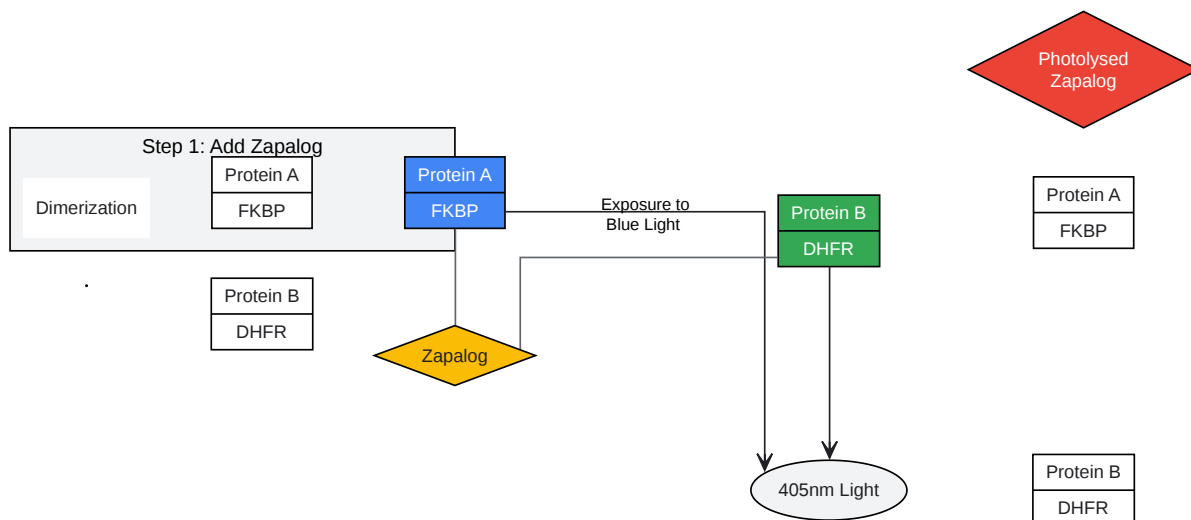 Photolysed
Zapalog
Step 1: Add Zapalog
Dimerization
Protein A
FKBP
Protein A
FKBP
Exposure to
Blue Light
Protein B
DHFR
Protein A
FKBP
Protein B
DHFR
Zapalog
405nm Light
Protein B
DHFR